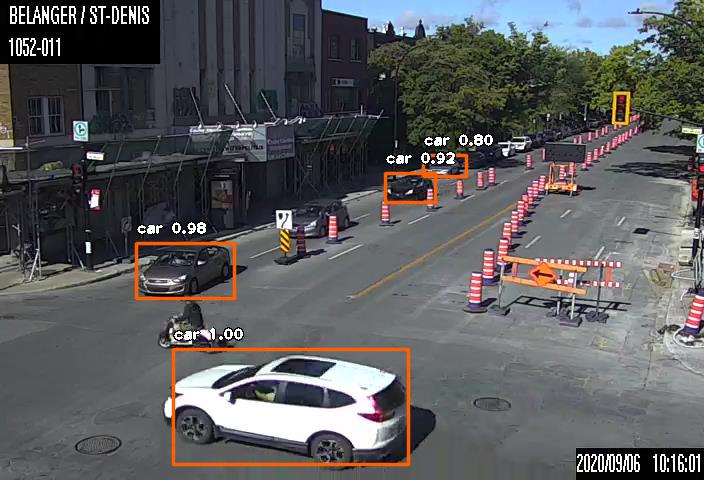 BELANGER / ST-DENIS
1052-011
car 0.80
car 0.92
car 0.98
car 1.00
2020/09/06 10:16:01